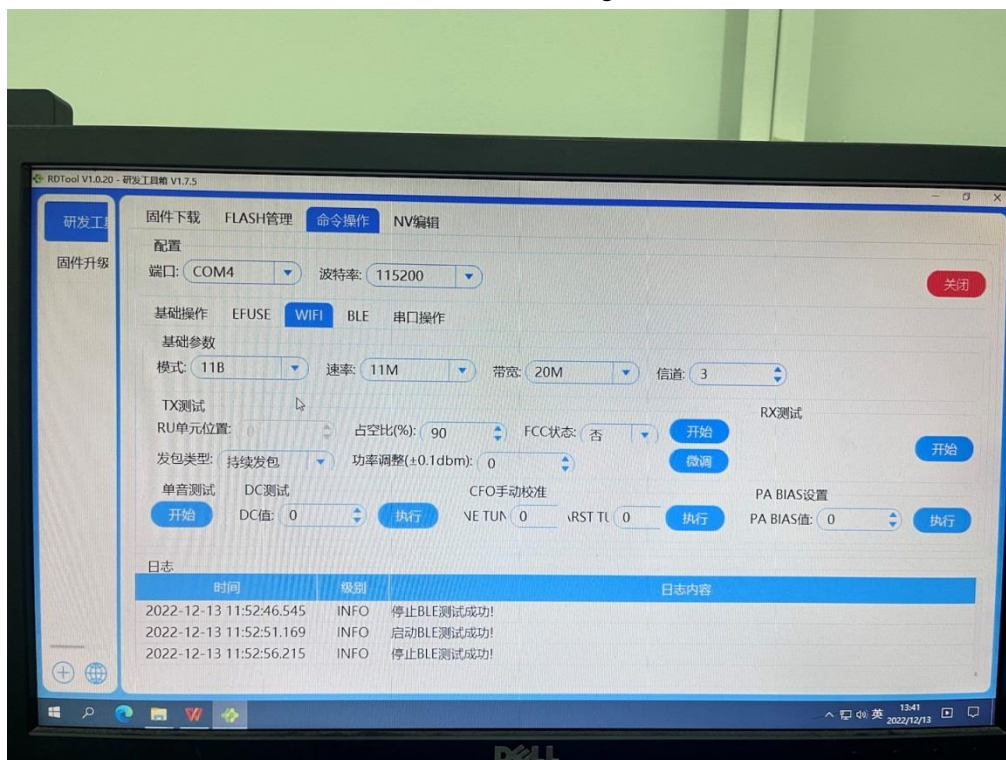 RDTool V1.0.20 - 研发工具箱 V1.7.5
研发工具
固件升级
固件下载 FLASH管理 命令操作 NV编辑
配置
端口: COM4 波特率: 115200
关闭
基础操作 EFUSE WIFI BLE 串口操作
基础参数
模式: 11B 速率: 11M 带宽: 20M 信道: 3
TX测试
RU单元位置: 0 占空比(%): 90 FCC状态: 否 开始
发包类型: 持续发包 功率调整(±0.1dbm): 0 微调
RX测试
开始
单音测试 DC测试 CFO手动校准 PA BIAS设置
开始 DC值: 0 执行 NE TUN 0 ARST TU 0 执行 PA BIAS值: 0 执行
日志
时间 级别 日志内容
2022-12-13 11:52:46.545 INFO 停止BLE测试成功!
2022-12-13 11:52:51.169 INFO 启动BLE测试成功!
2022-12-13 11:52:56.215 INFO 停止BLE测试成功!
英 13:41
2022/12/13
DELL